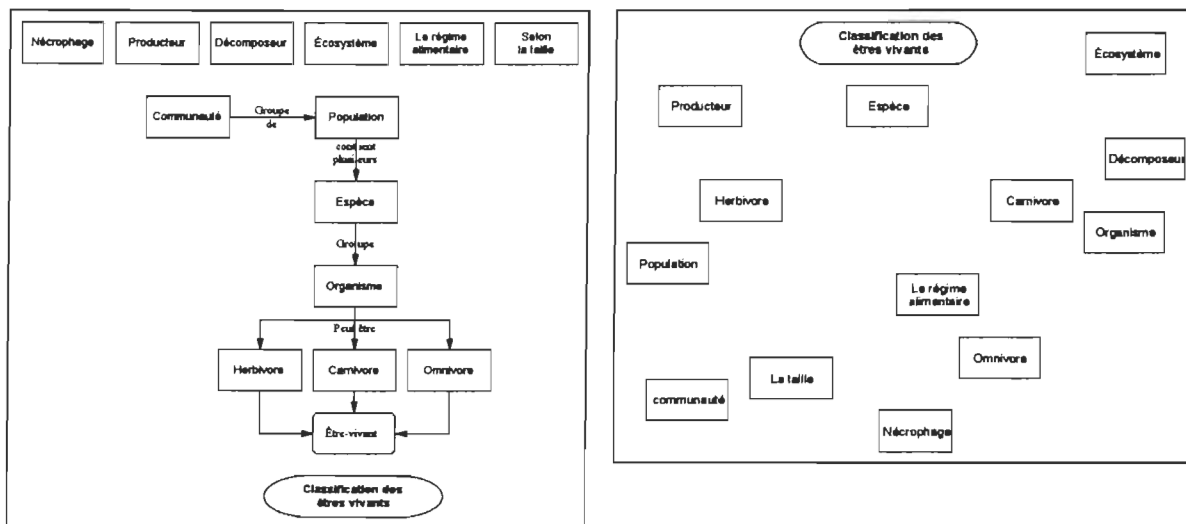 Nécrophage
Producteur
Décomposeur
Écosystème
Le régime
alimentaire
Selon
la taille
Communauté
Groupe
de
Population
contient
plusieurs
Espèce
Groupe
Organisme
Peut être
Herbivore
Carnivore
Omnivore
Être-vivant
Classification des
êtres vivants
Classification des
êtres vivants
Écosystème
Producteur
Espèce
Décomposeur
Herbivore
Carnivore
Organisme
Population
Le régime
alimentaire
Omnivore
La taille
communauté
Nécrophage